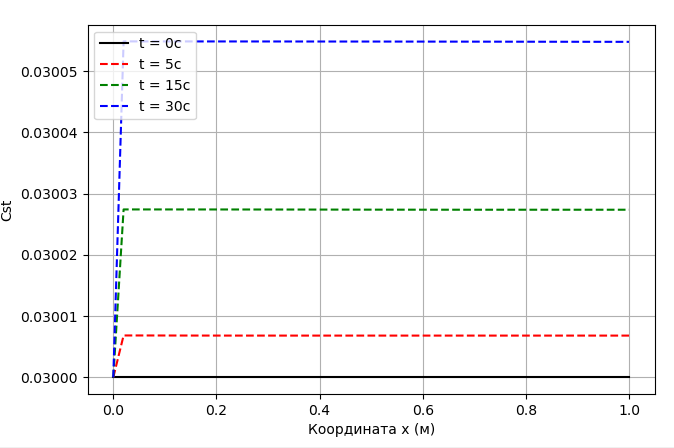 t = 0c
t = 5c
t = 15c
t = 30c
0.03005
0.03004
0.03003
0.03002
0.03001
0.03000
Cst
0.0 0.2 0.4 0.6 0.8 1.0
Координата x (м)